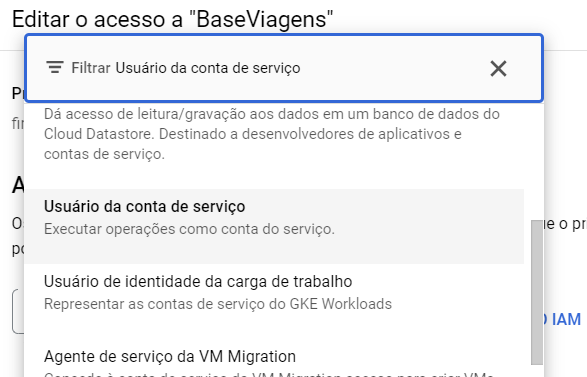 Editar o acesso a "BaseViagens"
Filtrar Usuário da conta de serviço
Dá acesso de leitura/gravação aos dados em um banco de dados do
Cloud Datastore. Destinado a desenvolvedores de aplicativos e
contas de serviço.
Usuário da conta de serviço
Executar operações como conta do serviço.
Usuário de identidade da carga de trabalho
Representar as contas de serviço do GKE Workloads
IAM
Agente de serviço da VM Migration